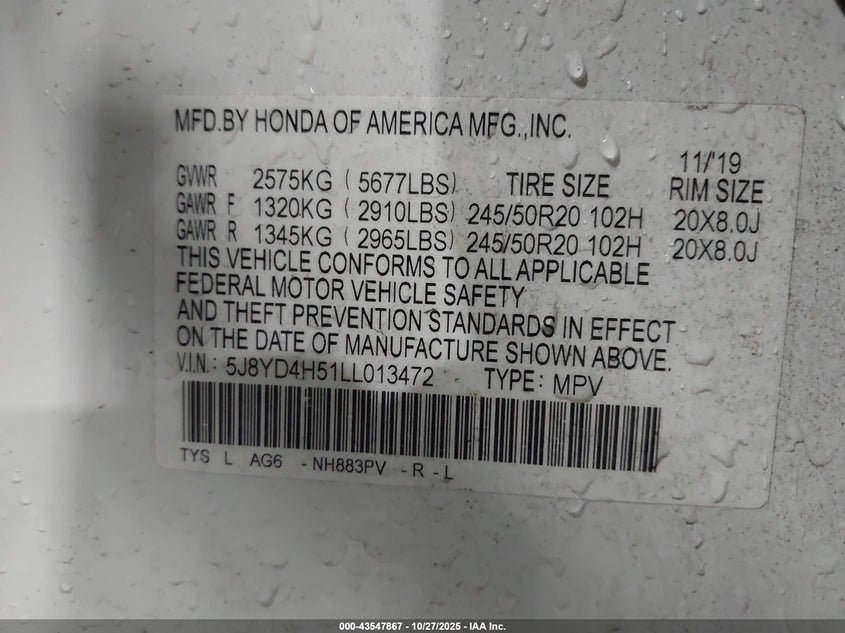 MFD.BY HONDA OF AMERICA MFG.,INC.
11/'19
GVWR 2575KG ( 5677LBS) TIRE SIZE RIM SIZE
GAWR F 1320KG ( 2910LBS) 245/50R20 102H 20X8.0J
GAWR R 1345KG ( 2965LBS) 245/50R20 102H 20X8.0J
THIS VEHICLE CONFORMS TO ALL APPLICABLE
FEDERAL MOTOR VEHICLE SAFETY
AND THEFT PREVENTION STANDARDS IN EFFECT
ON THE DATE OF MANUFACTURE SHOWN ABOVE.
V.I.N.: 5J8YD4H51LL013472 TYPE: MPV
TYS L AG6 - NH883PV - R - L
000-43547867 - 10/27/2025 - IAA Inc.